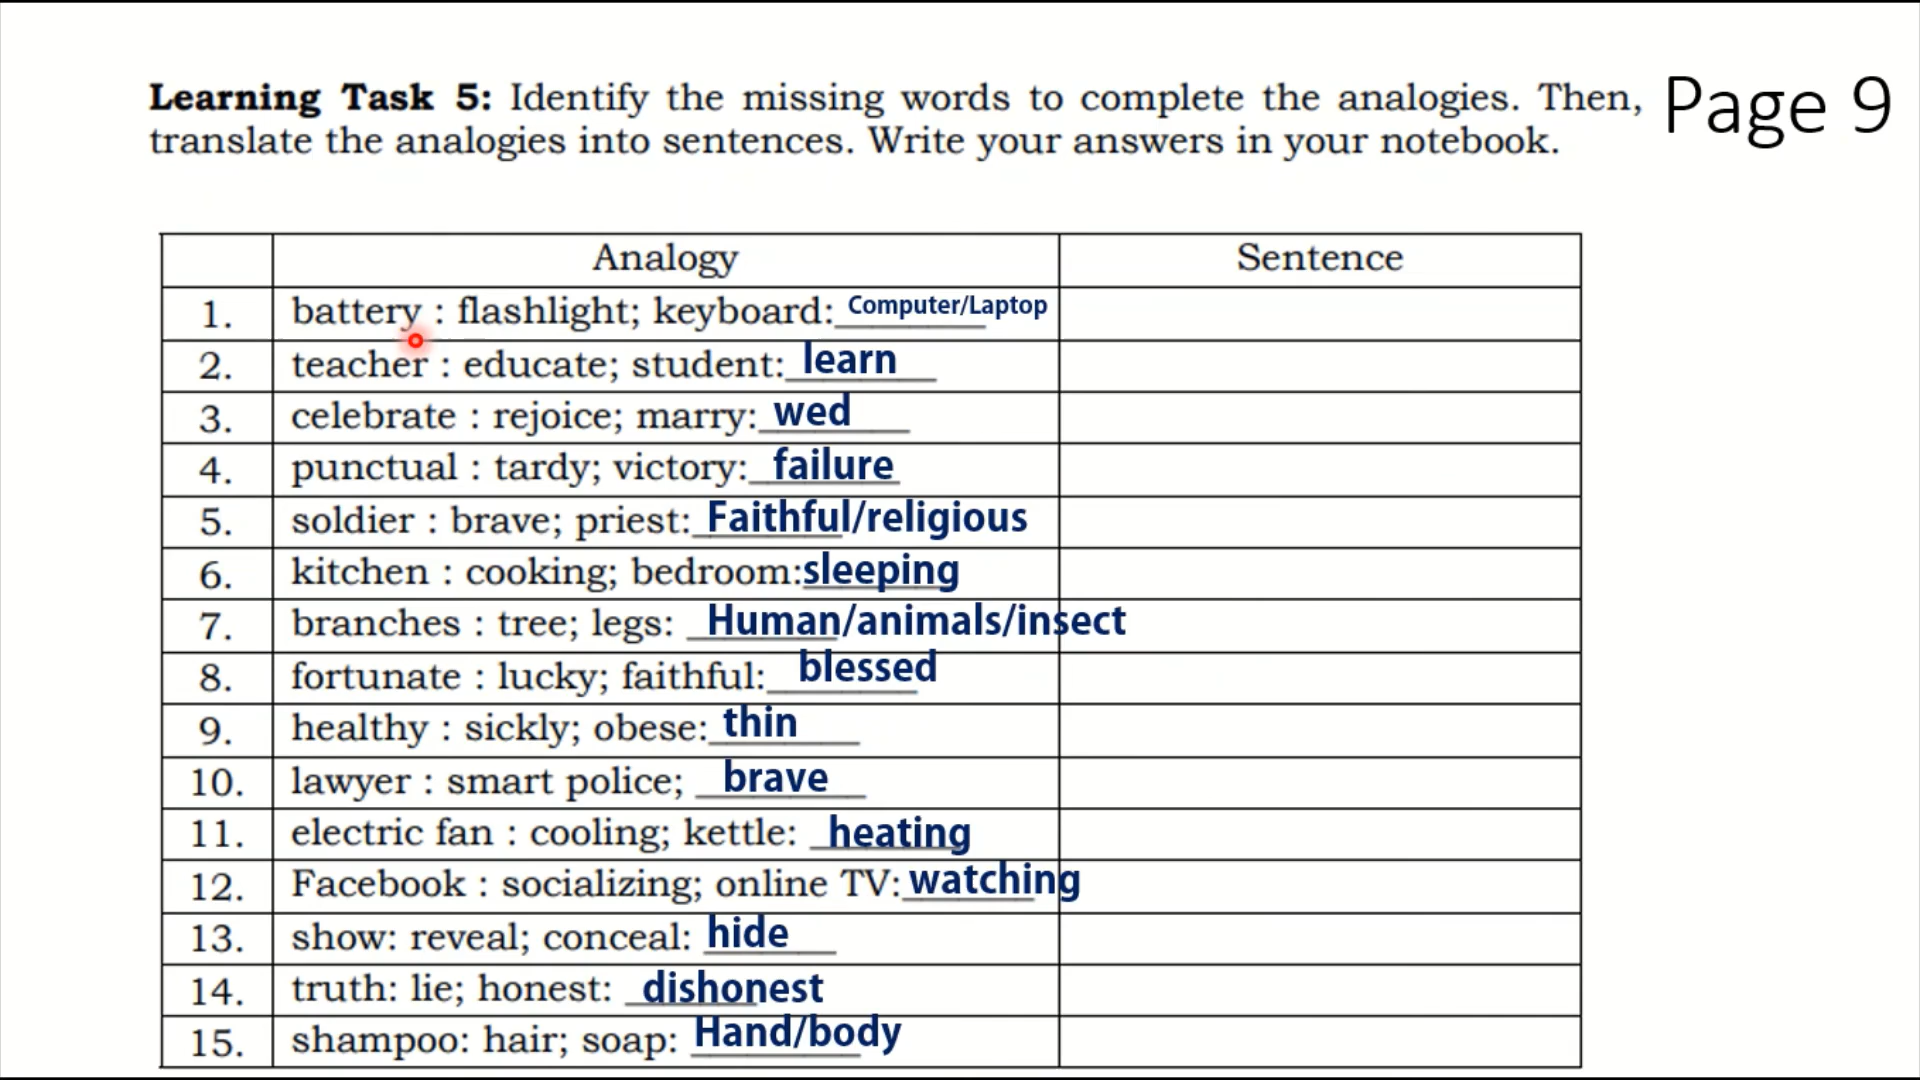 Learning Task 5: Identify the missing words to complete the analogies. Then,
Page 9
translate the analogies into sentences. Write your answers in your notebook.
Analogy Sentence
1. battery : flashlight; keyboard: Computer/Laptop
2. teacher : educate; student: learn
3. celebrate : rejoice; marry: wed
4. punctual : tardy; victory: failure
5. soldier : brave; priest: Faithful/religious
6. kitchen : cooking; bedroom: sleeping
7. branches : tree; legs: Human/animals/insect
8. fortunate : lucky; faithful: blessed
9. healthy : sickly; obese: thin
10. lawyer : smart police; brave
11. electric fan : cooling; kettle: heating
12. Facebook : socializing; online TV: watching
13. show: reveal; conceal: hide
14. truth: lie; honest: dishonest
15. shampoo: hair; soap: Hand/body